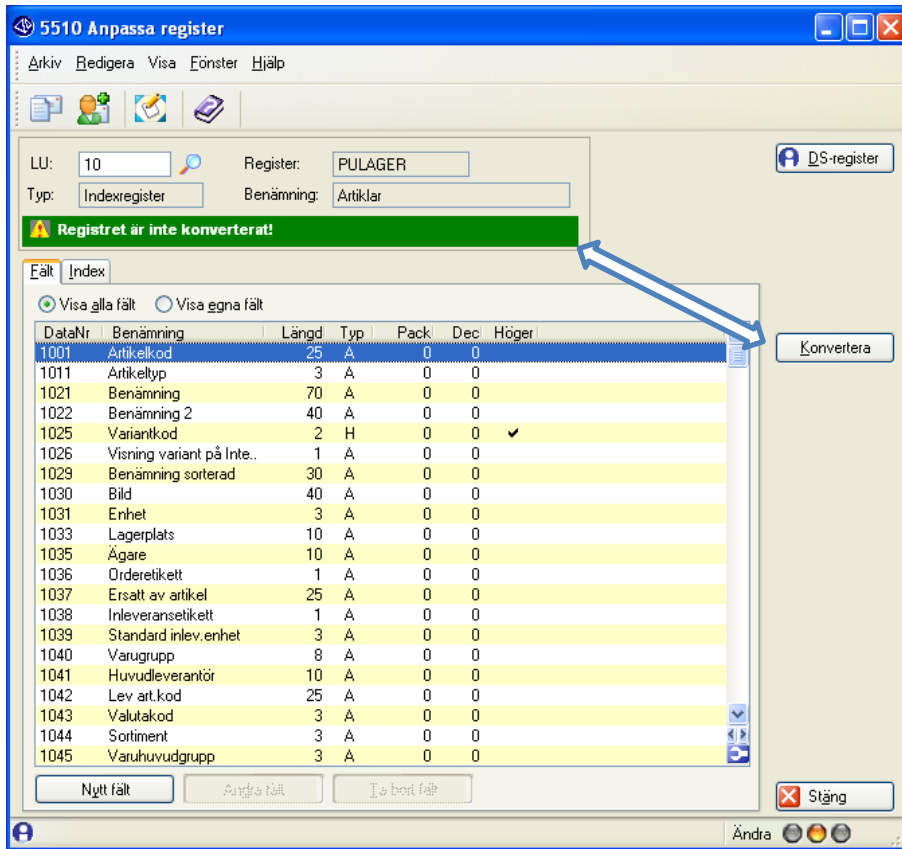 5510 Anpassa register
Arkiv Redigera Visa Fönster Hjälp
LU: 10 Register: PULAGER
DS-register
Typ: Indexregister Benämning: Artiklar
Registret är inte konverterat!
Fält Index
Visa alla fält Visa egna fält
DataNr Benämning Längd Typ Pack Dec Höger
Konvertera
1001 Artikelkod 25 A 0 0
1011 Artikeltyp 3 A 0 0
1021 Benämning 70 A 0 0
1022 Benämning 2 40 A 0 0
1025 Variantkod 2 H 0 0 ✔
1026 Visning variant på Inte.. 1 A 0 0
1029 Benämning sorterad 30 A 0 0
1030 Bild 40 A 0 0
1031 Enhet 3 A 0 0
1033 Lagerplats 10 A 0 0
1035 Ägare 10 A 0 0
1036 Orderetikett 1 A 0 0
1037 Ersatt av artikel 25 A 0 0
1038 Inleveransetikett 1 A 0 0
1039 Standard inlev.enhet 3 A 0 0
1040 Varugrupp 8 A 0 0
1041 Huvudleverantör 10 A 0 0
1042 Lev art.kod 25 A 0 0
1043 Valutakod 3 A 0 0
1044 Sortiment 3 A 0 0
1045 Varuhuvudgrupp 3 A 0 0
Nytt fält Ändra fält Ta bort fält
Stäng
Ändra